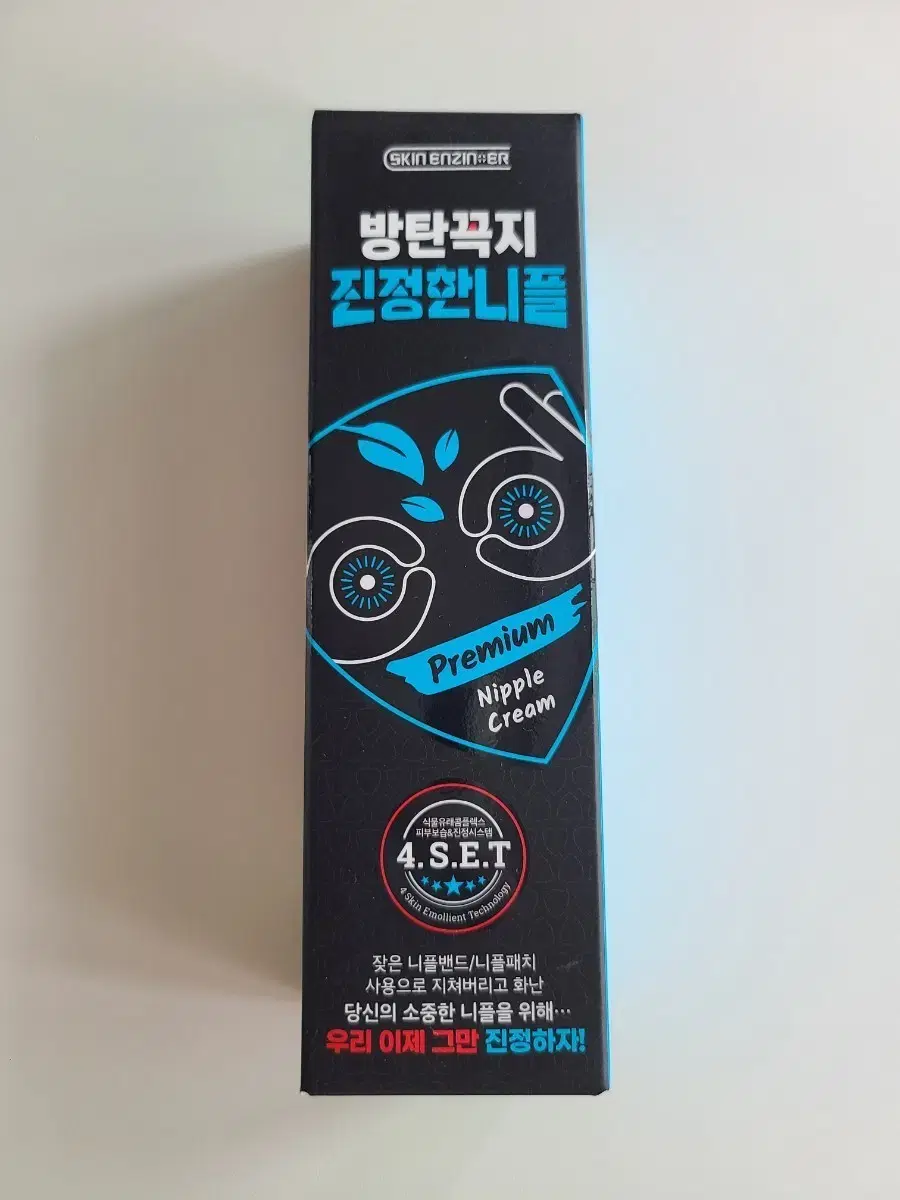 SKIN ENZINEER
방탄꼭지
진정한니플
Premium
Nipple
Cream
식물유래콤플렉스
피부보습&진정시스템
4.S.E.T
4 Skin Emollient Technology
잦은 니플밴드/니플패치
사용으로 지쳐버리고 화난
당신의 소중한 니플을 위해…
우리 이제 그만 진정하자!